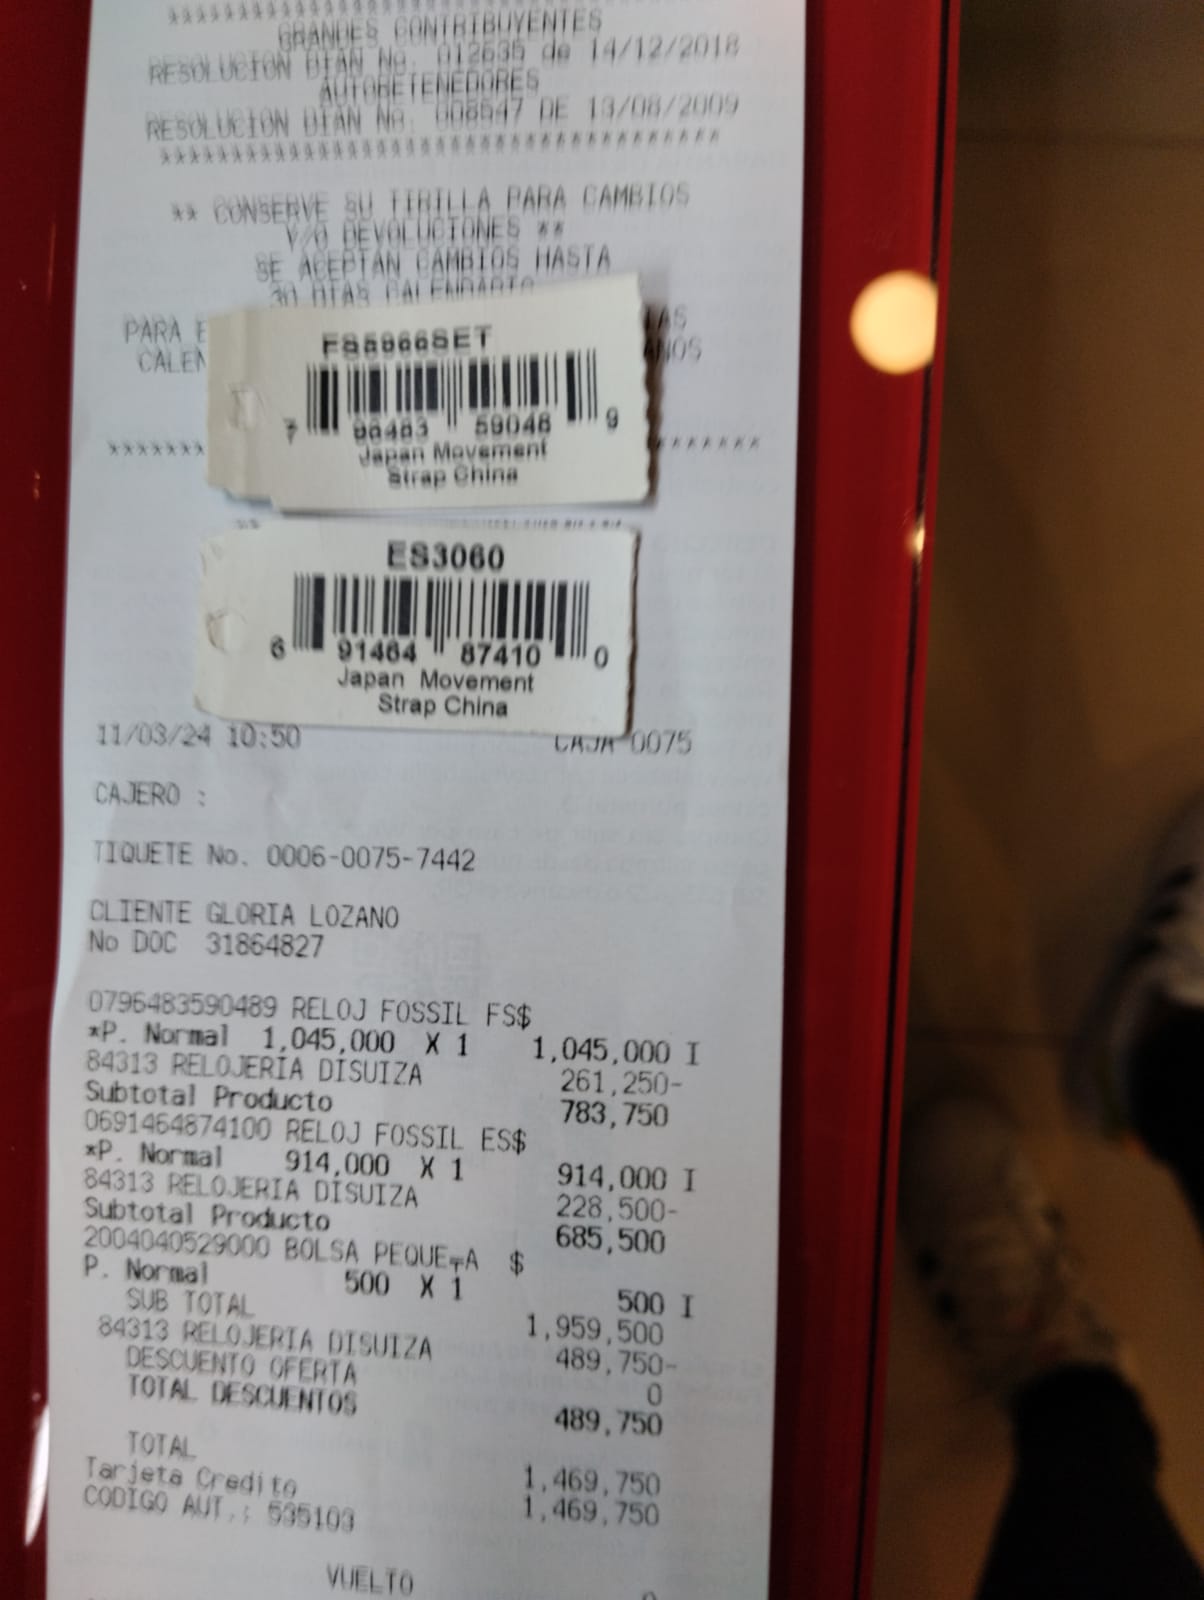 ************************************
GRANDES CONTRIBUYENTES
RESOLUCION DIAN No. 012635 de 14/12/2018
AUTORETENEDORES
RESOLUCION DIAN No. 008547 DE 13/08/2009
************************************
** CONSERVE SU TIRILLA PARA CAMBIOS
Y/O DEVOLUCIONES **
SE ACEPTAN CAMBIOS HASTA
30 DIAS CALENDARIO
PARA
CALEN
7 96483 59048 9
Japan Movement
Strap China
ES3060
6 91464 87410 0
Japan Movement
Strap China
11/03/24 10:50 CAJA 0075
CAJERO :
TIQUETE No. 0006-0075-7442
CLIENTE GLORIA LOZANO
No DOC 31864827
0796483590489 RELOJ FOSSIL FS$
*P. Normal 1,045,000 X 1 1,045,000 I
84313 RELOJERIA DISUIZA 261,250-
Subtotal Producto 783,750
0691464874100 RELOJ FOSSIL ES$
*P. Normal 914,000 X 1 914,000 I
84313 RELOJERIA DISUIZA 228,500-
Subtotal Producto 685,500
2004040529000 BOLSA PEQUE┬A $
P. Normal 500 X 1 500 I
SUB TOTAL 1,959,500
84313 RELOJERIA DISUIZA 489,750-
DESCUENTO OFERTA 0
TOTAL DESCUENTOS 489,750
TOTAL 1,469,750
Tarjeta Credito 1,469,750
CODIGO AUT.: 535103
VUELTO 0